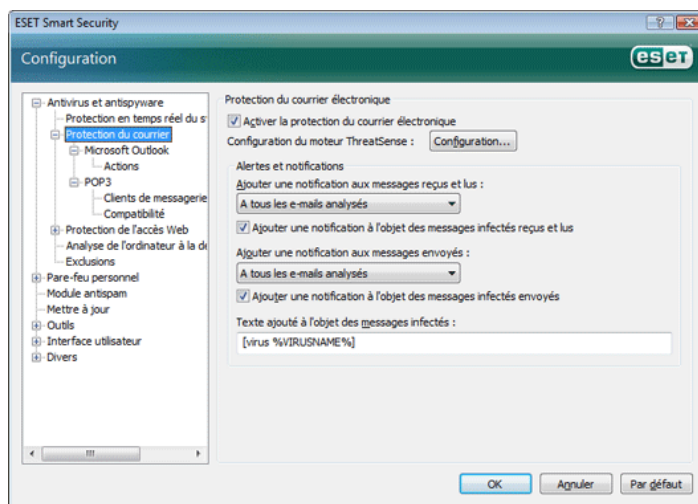 ESET Smart Security
Configuration
eseT
Antivirus et antispyware
Protection en temps réel du s
Protection du courrier
Microsoft Outlook
Actions
POP3
Clients de messagerie
Compatibilité
Protection de l'accès Web
Analyse de l'ordinateur à la de
Exclusions
Pare-feu personnel
Module antispam
Mettre à jour
Outils
Interface utilisateur
Divers
Protection du courrier électronique
Activer la protection du courrier électronique
Configuration du moteur ThreatSense : Configuration...
Alertes et notifications
Ajouter une notification aux messages reçus et lus :
A tous les e-mails analysés
Ajouter une notification à l'objet des messages infectés reçus et lus
Ajouter une notification aux messages envoyés :
A tous les e-mails analysés
Ajouter une notification à l'objet des messages infectés envoyés
Texte ajouté à l'objet des messages infectés :
[virus %VIRUSNAME%]
OK Annuler Par défaut